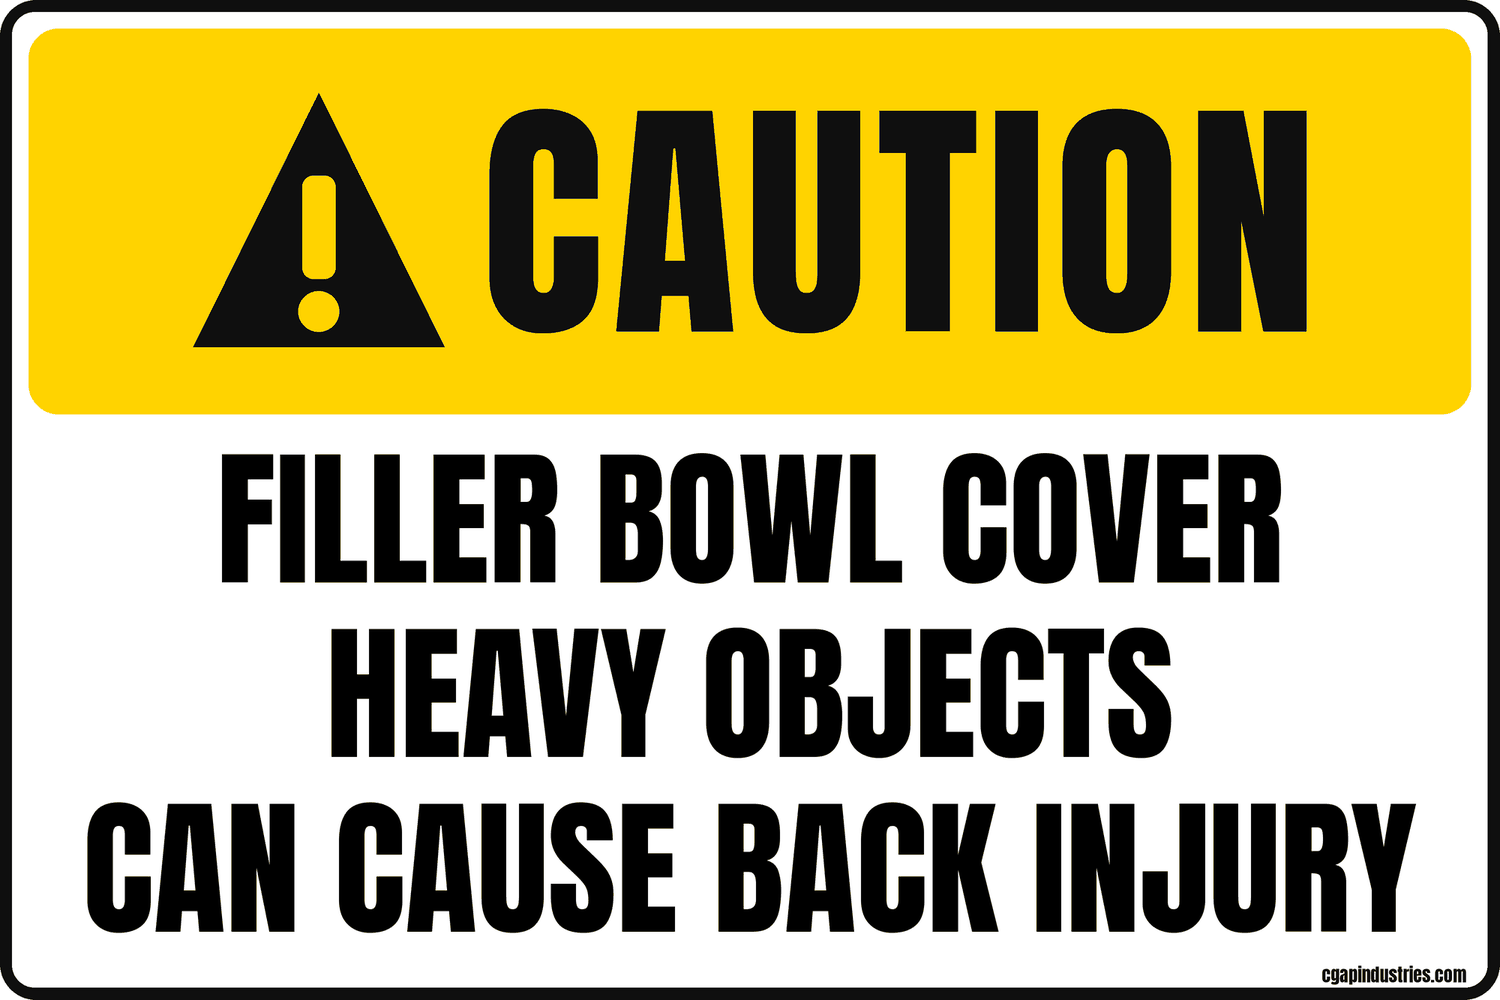 CAUTION
FILLER BOWL COVER
HEAVY OBJECTS
CAN CAUSE BACK INJURY
cgapindustries.com